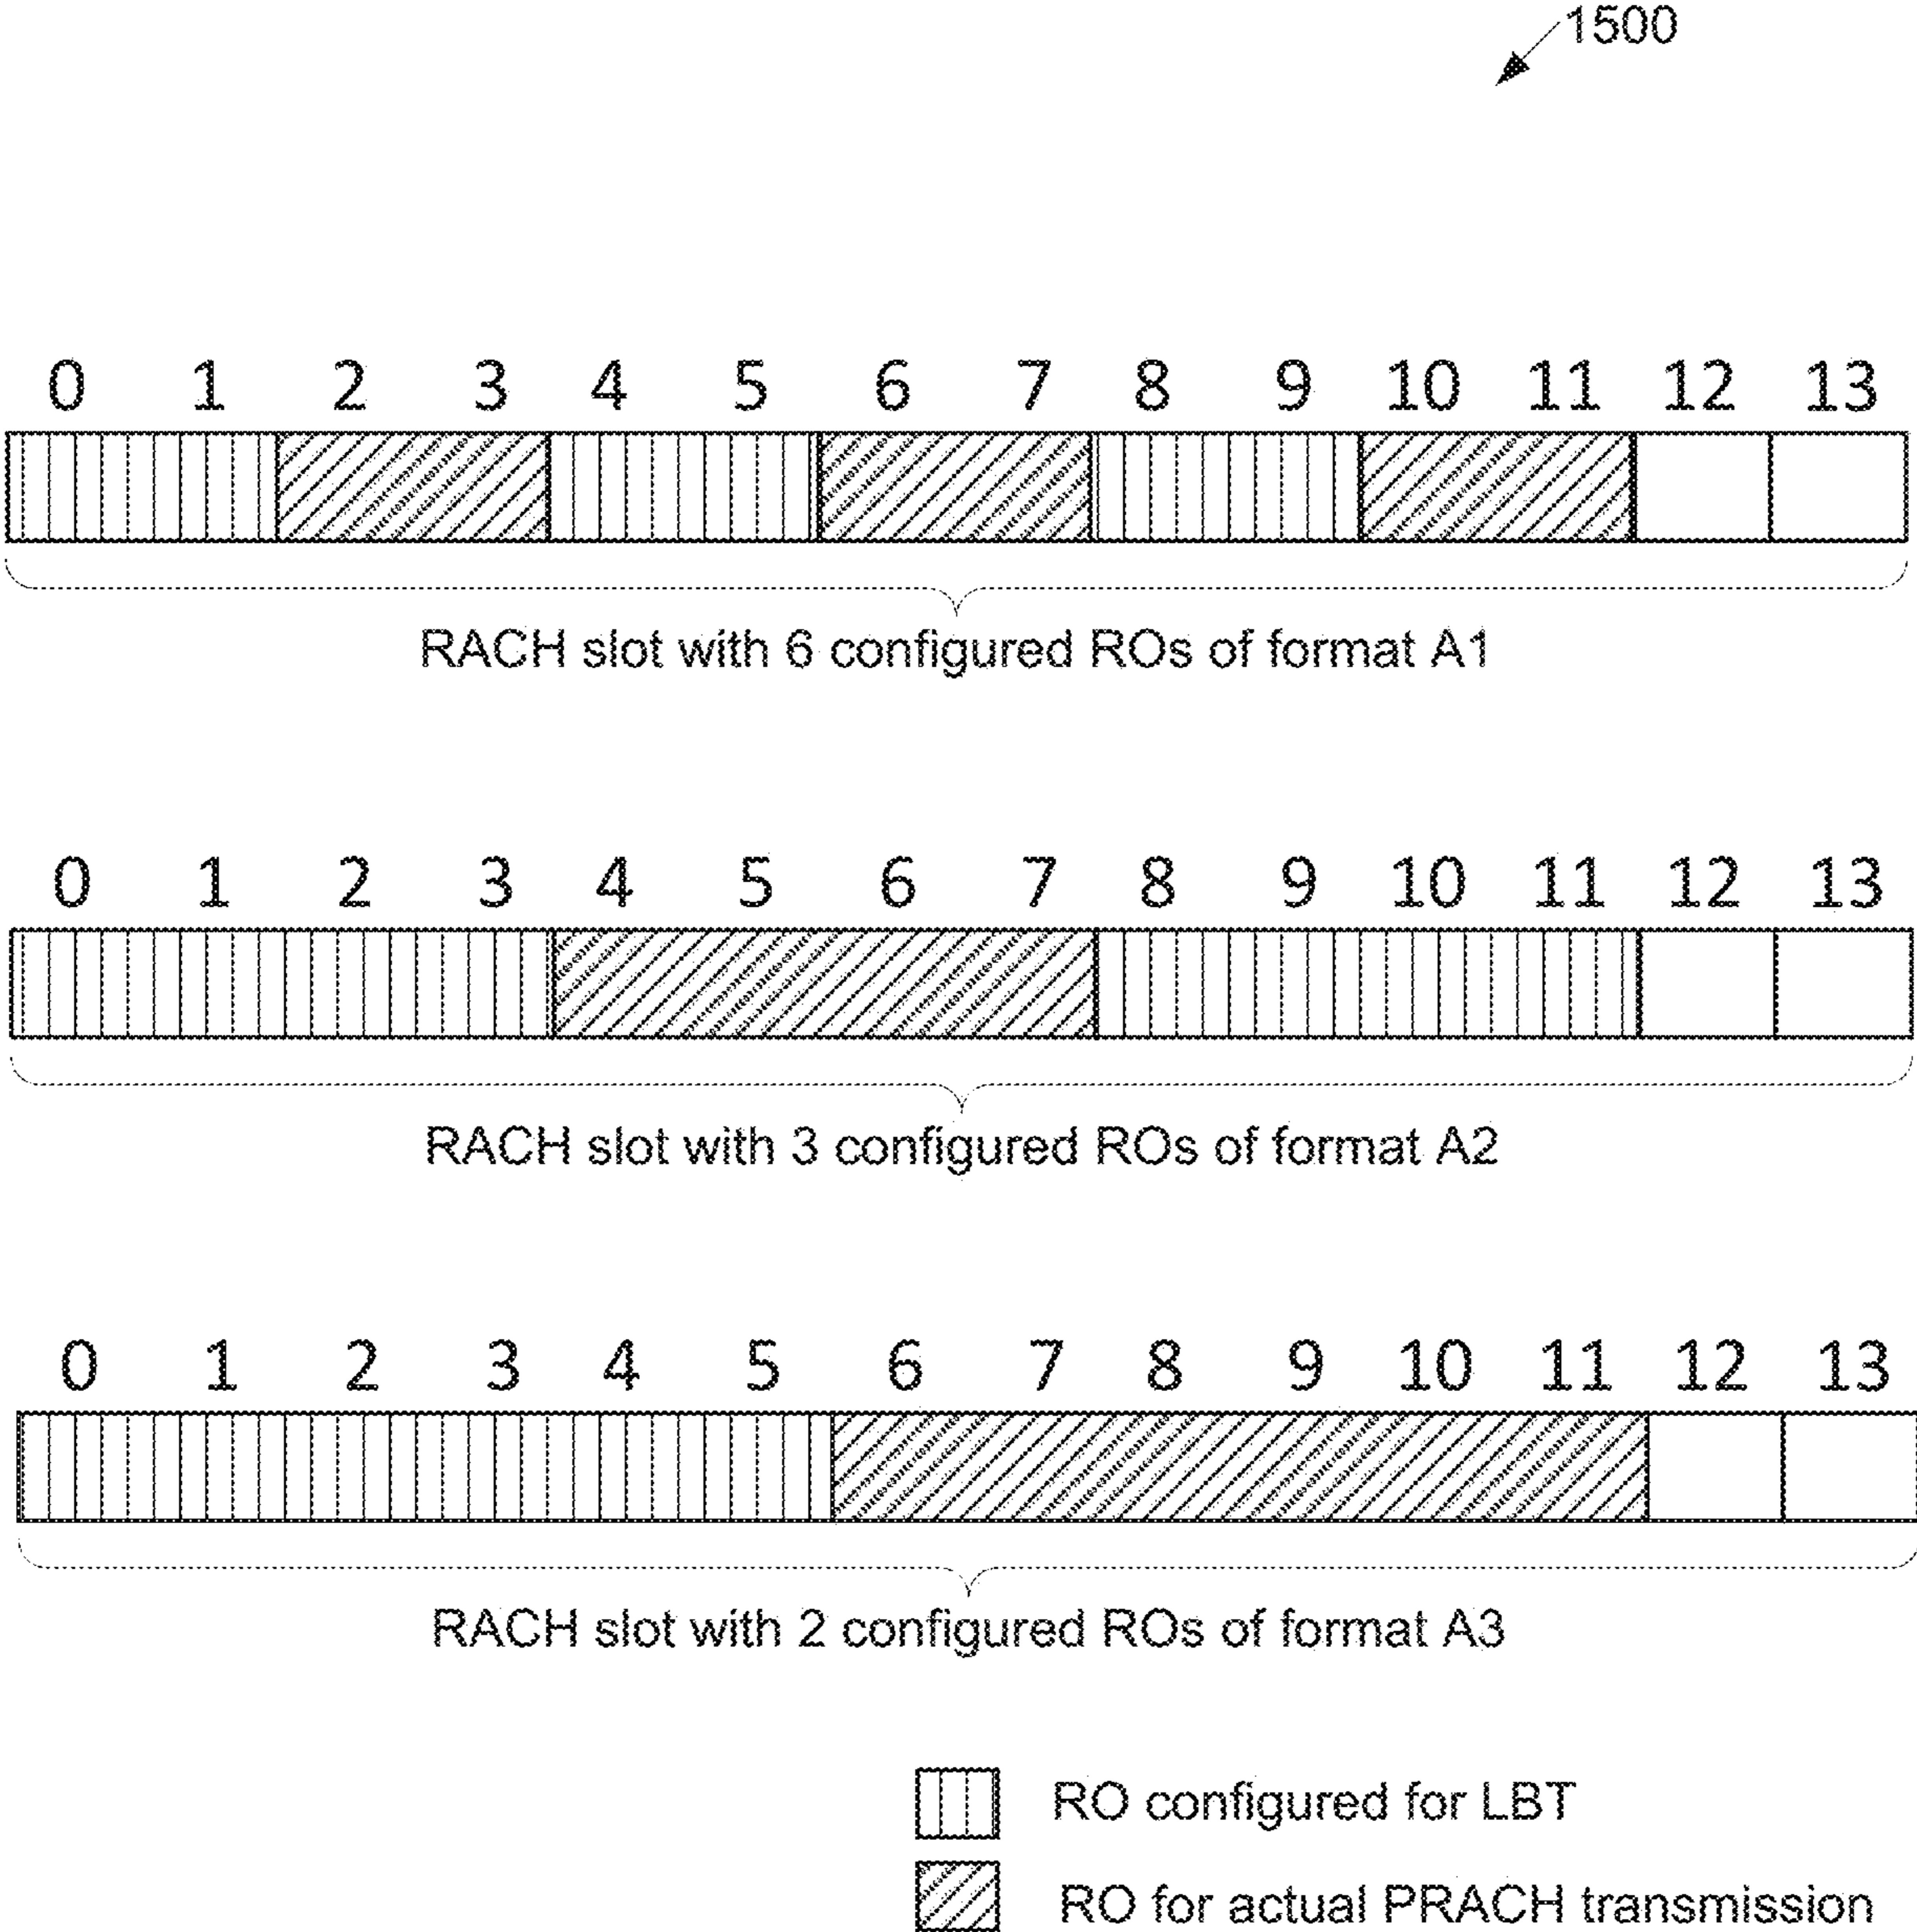 1500
0 1 2 3 4 5 6 7 8 9 10 11 12 13
RACH slot with 6 configured ROs of format A1
0 1 2 3 4 5 6 7 8 9 10 11 12 13
RACH slot with 3 configured ROs of format A2
0 1 2 3 4 5 6 7 8 9 10 11 12 13
RACH slot with 2 configured ROs of format A3
RO configured for LBT
RO for actual PRACH transmission